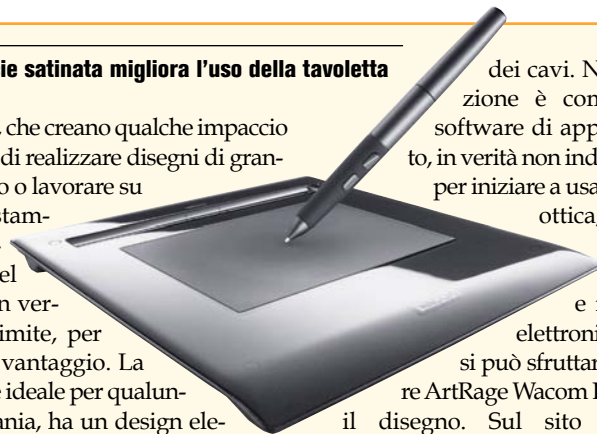 ie satinata migliora l'uso della tavoletta
, che creano qualche impaccio
di realizzare disegni di gran-
o o lavorare su
stam-
el
n ver-
imite, per
vantaggio. La
e ideale per qualun-
ania, ha un design ele-
dei cavi. N
zione è com
software di app
to, in verità non ind
per iniziare a usa
ottica,
e
elettroni
si può sfruttar
re ArtRage Wacom
il disegno. Sul sito